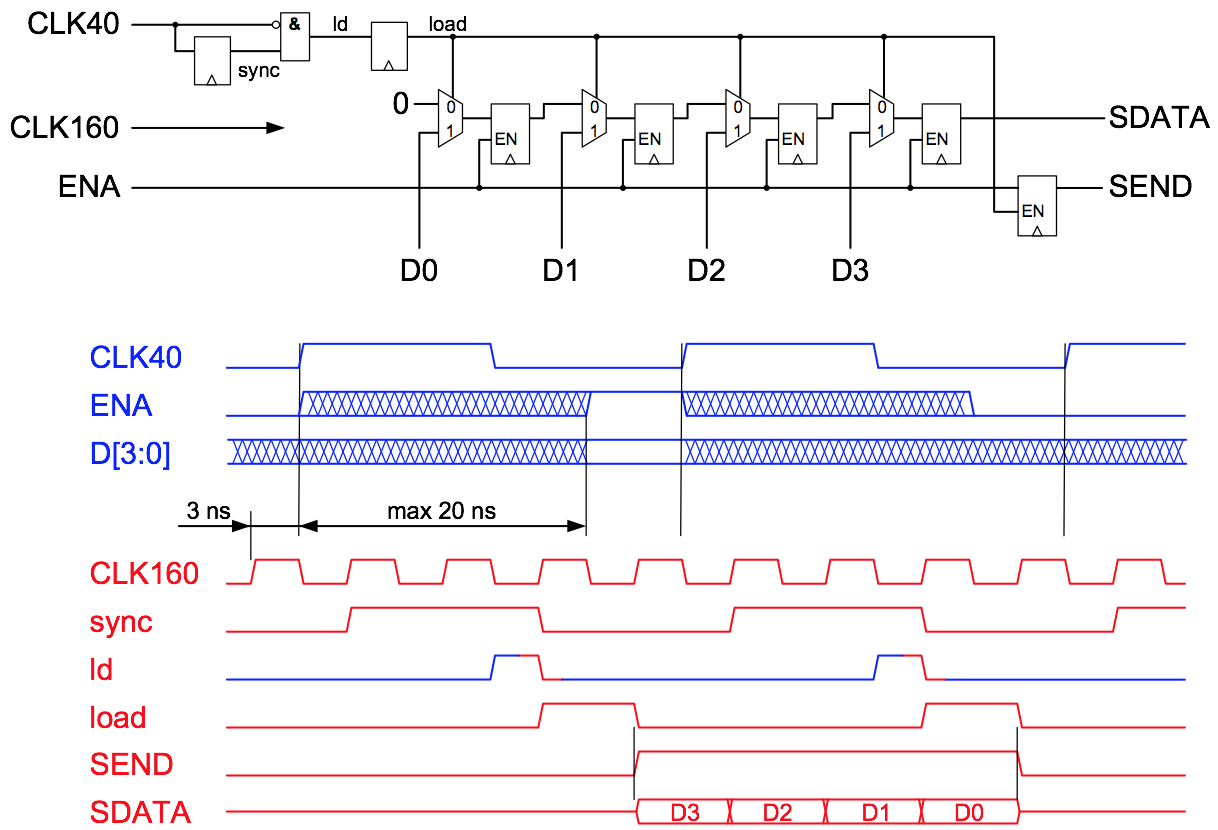 CLK40 & ld load
sync
0 0 0 0 0
CLK160 1 1 1 1 SDATA
EN EN EN EN
ENA SEND
EN
D0 D1 D2 D3
CLK40
ENA
D[3:0]
3 ns max 20 ns
CLK160
sync
ld
load
SEND
SDATA D3 D2 D1 D0